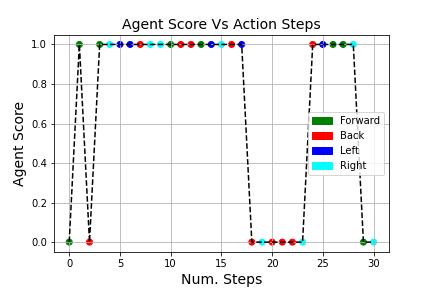 Agent Score Vs Action Steps
1.0
0.8
0.6
0.4
0.2
0.0
Agent Score
Forward
Back
Left
Right
0 5 10 15 20 25 30
Num. Steps